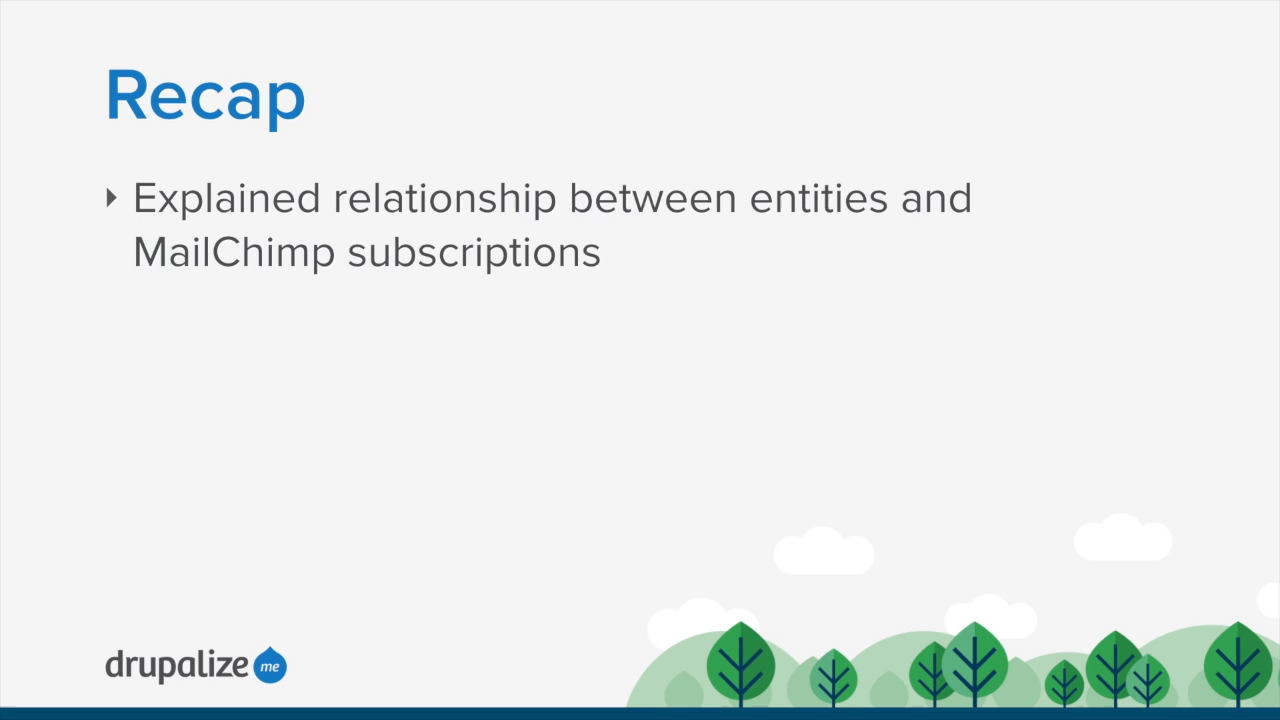 Recap
Explained relationship between entities and
MailChimp subscriptions
drupalize me